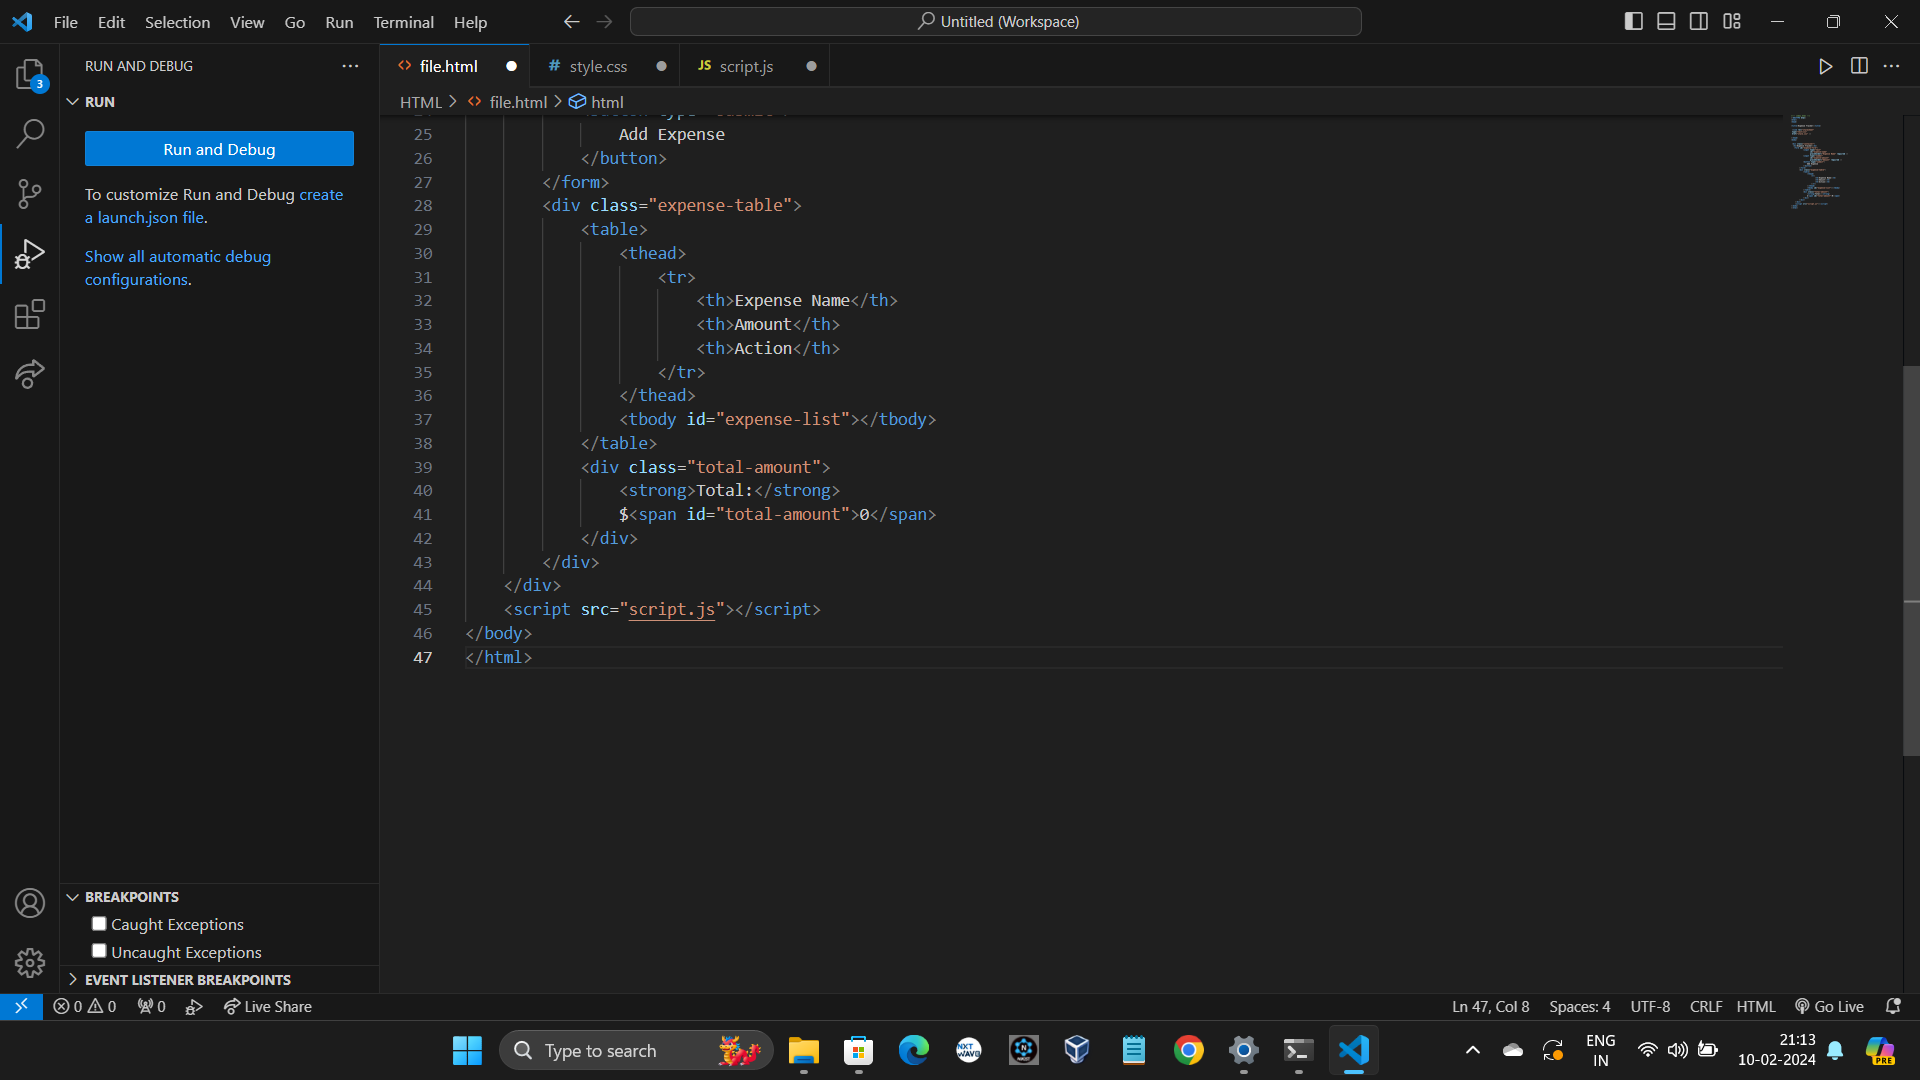 File Edit Selection View Go Run Terminal Help
Untitled (Workspace)
3
RUN AND DEBUG
RUN
Run and Debug
To customize Run and Debug create
a launch.json file.
Show all automatic debug
configurations.
file.html
# style.css
JS script.js
HTML > file.html > html
25 Add Expense
26 </button>
27 </form>
28 <div class="expense-table">
29 <table>
30 <thead>
31 <tr>
32 <th>Expense Name</th>
33 <th>Amount</th>
34 <th>Action</th>
35 </tr>
36 </thead>
37 <tbody id="expense-list"></tbody>
38 </table>
39 <div class="total-amount">
40 <strong>Total:</strong>
41 $<span id="total-amount">0</span>
42 </div>
43 </div>
44 </div>
45 <script src="script.js"></script>
46 </body>
47 </html>
BREAKPOINTS
Caught Exceptions
Uncaught Exceptions
EVENT LISTENER BREAKPOINTS
0 0 0 Live Share
Ln 47, Col 8 Spaces: 4 UTF-8 CRLF HTML Go Live
Type to search
NXT
WAVE
ENG
IN
21:13
10-02-2024
PRE